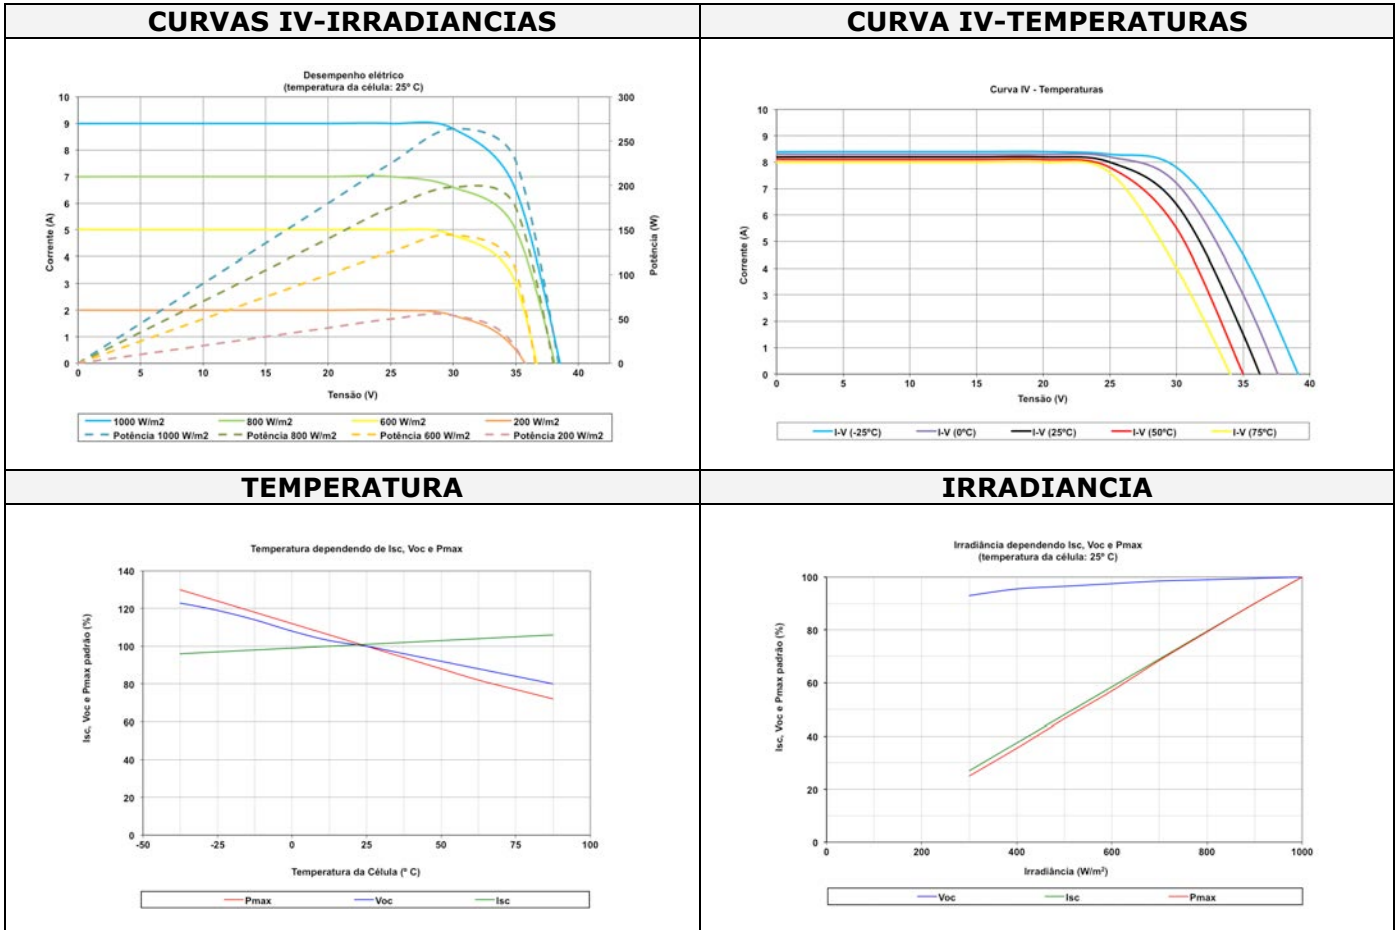 CURVAS IV-IRRADIANCIAS
CURVA IV-TEMPERATURAS
Desempenho elétrico
(temperatura da célula: 25º C)
10
9
8
7
6
5
4
3
2
1
0
Corrente (A)
300
250
200
150
100
50
0
Potência (W)
0 5 10 15 20 25 30 35 40
Tensão (V)
1000 W/m2 800 W/m2 600 W/m2 200 W/m2
Potência 1000 W/m2 Potência 800 W/m2 Potência 600 W/m2 Potência 200 W/m2
Curva IV - Temperaturas
10
9
8
7
6
5
4
3
2
1
0
Corrente (A)
0 5 10 15 20 25 30 35 40
Tensão (V)
I-V (-25ºC) I-V (0ºC) I-V (25ºC) I-V (50ºC) I-V (75ºC)
TEMPERATURA
IRRADIANCIA
Temperatura dependendo de Isc, Voc e Pmax
140
120
100
80
60
40
20
0
Isc, Voc e Pmax padrão (%)
-50 -25 0 25 50 75 100
Temperatura da Célula (º C)
Pmax Voc Isc
Irradiância dependendo Isc, Voc e Pmax
(temperatura da célula: 25º C)
100
80
60
40
20
0
Isc, Voc e Pmax padrão (%)
0 200 400 600 800 1000
Irradiância (W/m²)
Voc Isc Pmax